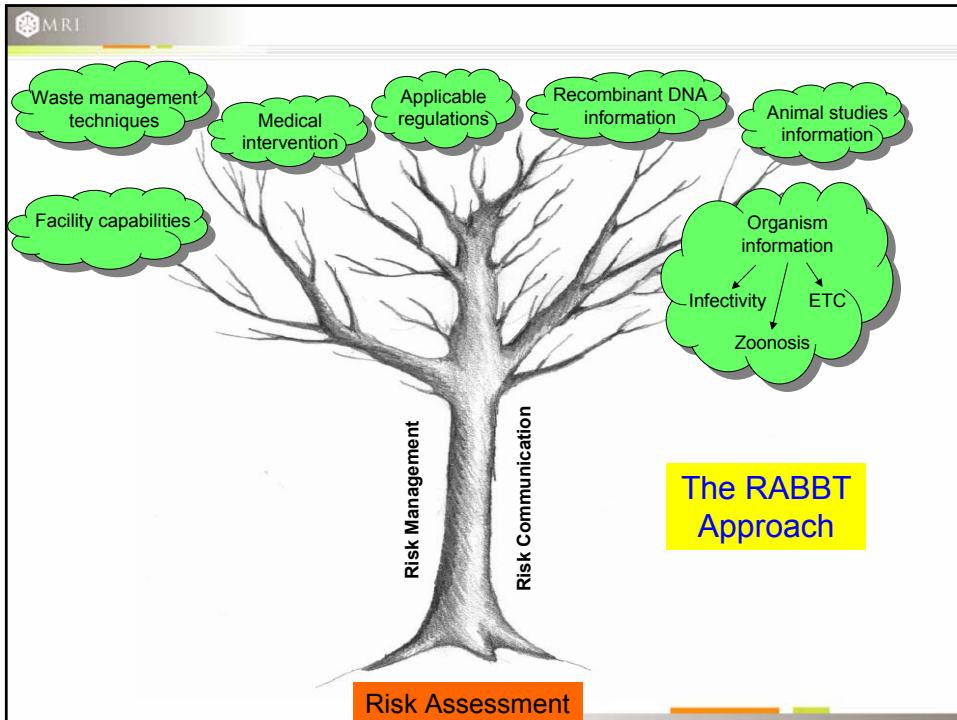 MRI
Waste management
techniques
Medical
intervention
Applicable
regulations
Recombinant DNA
information
Animal studies
information
Facility capabilities
Organism
information
Infectivity
ETC
Zoonosis
Risk Management
Risk Communication
The RABBT
Approach
Risk Assessment